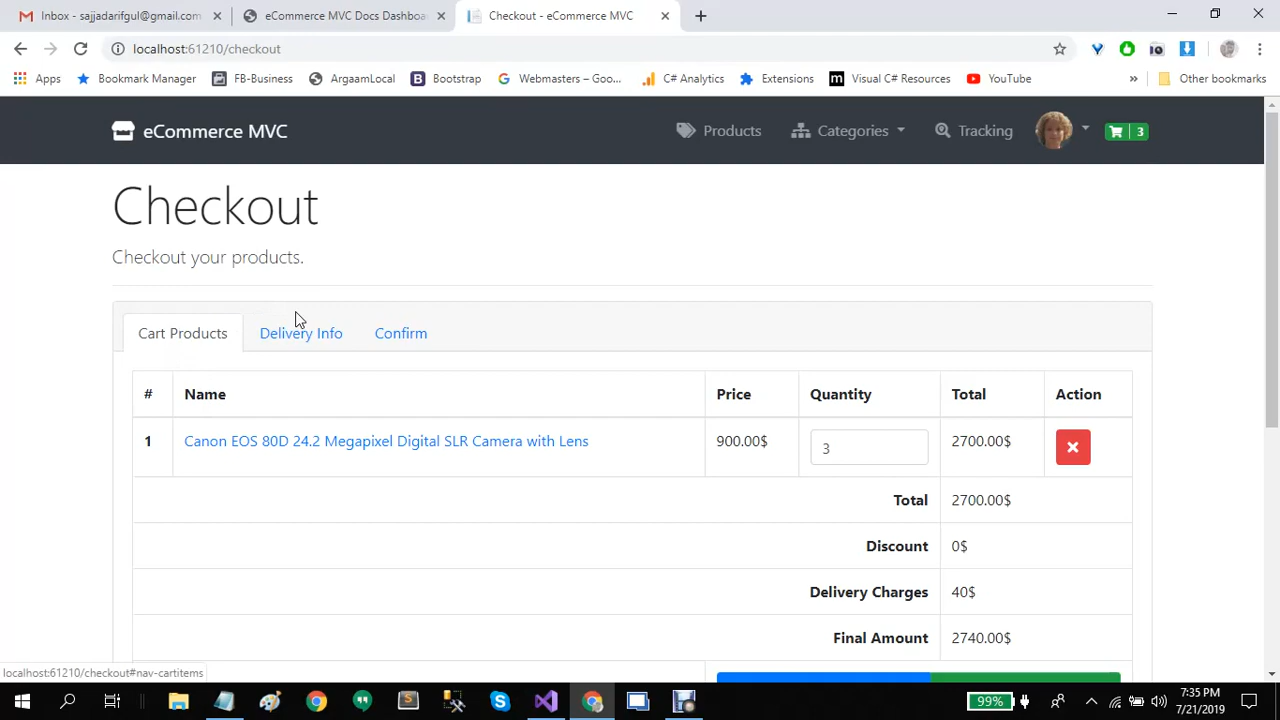 Inbox - sajjadarifgul@gmail.com
eCommerce MVC Docs Dashboa
Checkout - eCommerce MVC
localhost:61210/checkout
Apps
Bookmark Manager
FB-Business
ArgaamLocal
Bootstrap
Webmasters – Goo...
C# Analytics
Extensions
Visual C# Resources
YouTube
»
Other bookmarks
eCommerce MVC
Products
Categories
Tracking
3
Checkout
Checkout your products.
Cart Products
Delivery Info
Confirm
# Name Price Quantity Total Action
1 Canon EOS 80D 24.2 Megapixel Digital SLR Camera with Lens 900.00$ 3 2700.00$
Total 2700.00$
Discount 0$
Delivery Charges 40$
Final Amount 2740.00$
localhost:61210/checkout#nav-cartitems
99%
7:35 PM
7/21/2019